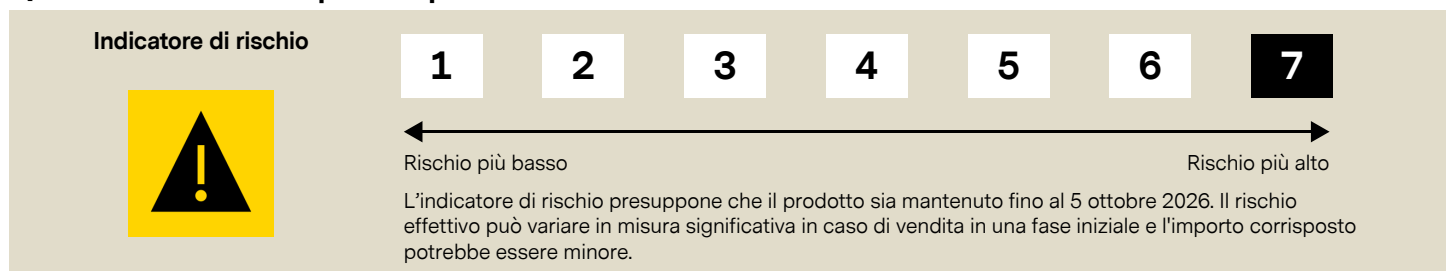 Indicatore di rischio
1 2 3 4 5 6 7
!
Rischio più basso Rischio più alto
L'indicatore di rischio presuppone che il prodotto sia mantenuto fino al 5 ottobre 2026. Il rischio
effettivo può variare in misura significativa in caso di vendita in una fase iniziale e l'importo corrisposto
potrebbe essere minore.